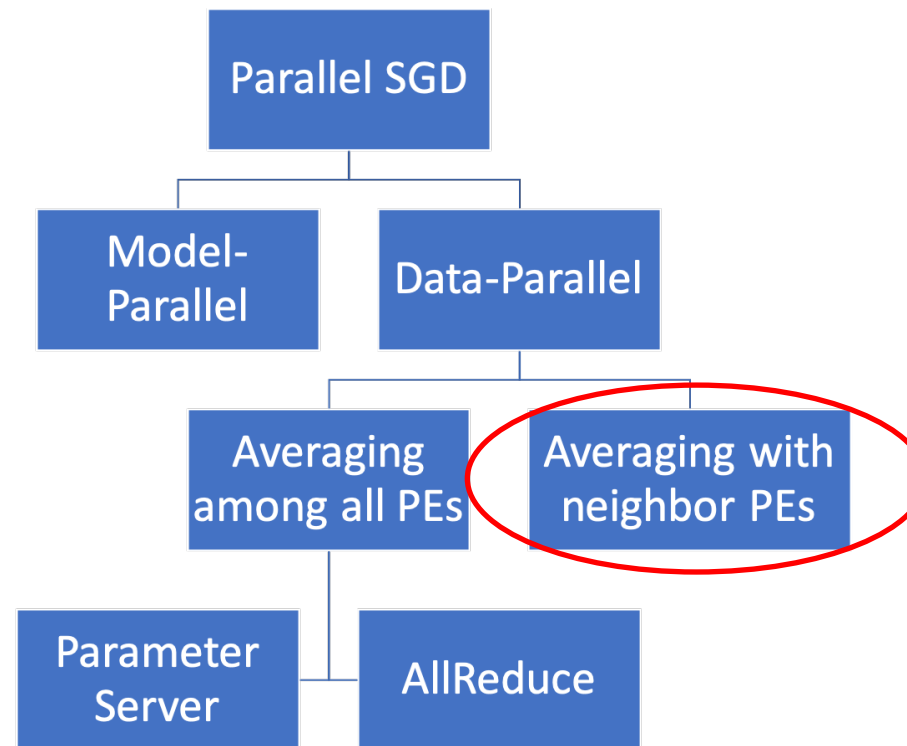 Parallel SGD
Model-
Parallel
Data-Parallel
Averaging
among all PEs
Averaging with
neighbor PEs
Parameter
Server
AllReduce